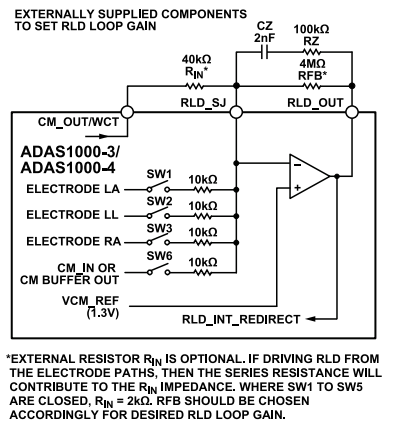 EXTERNALLY SUPPLIED COMPONENTS
TO SET RLD LOOP GAIN
CZ
2nF
100kΩ
RZ
40kΩ
RIN*
4MΩ
RFB*
RLD_SJ
RLD_OUT
CM_OUT/WCT
ADAS1000-3/
ADAS1000-4
SW1
10kΩ
ELECTRODE LA
SW2
10kΩ
ELECTRODE LL
SW3
10kΩ
ELECTRODE RA
SW6
10kΩ
CM_IN OR
CM BUFFER OUT
–
+
VCM_REF
(1.3V)
RLD_INT_REDIRECT
*EXTERNAL RESISTOR RIN IS OPTIONAL. IF DRIVING RLD FROM
THE ELECTRODE PATHS, THEN THE SERIES RESISTANCE WILL
CONTRIBUTE TO THE RIN IMPEDANCE. WHERE SW1 TO SW5
ARE CLOSED, RIN = 2kΩ. RFB SHOULD BE CHOSEN
ACCORDINGLY FOR DESIRED RLD LOOP GAIN.